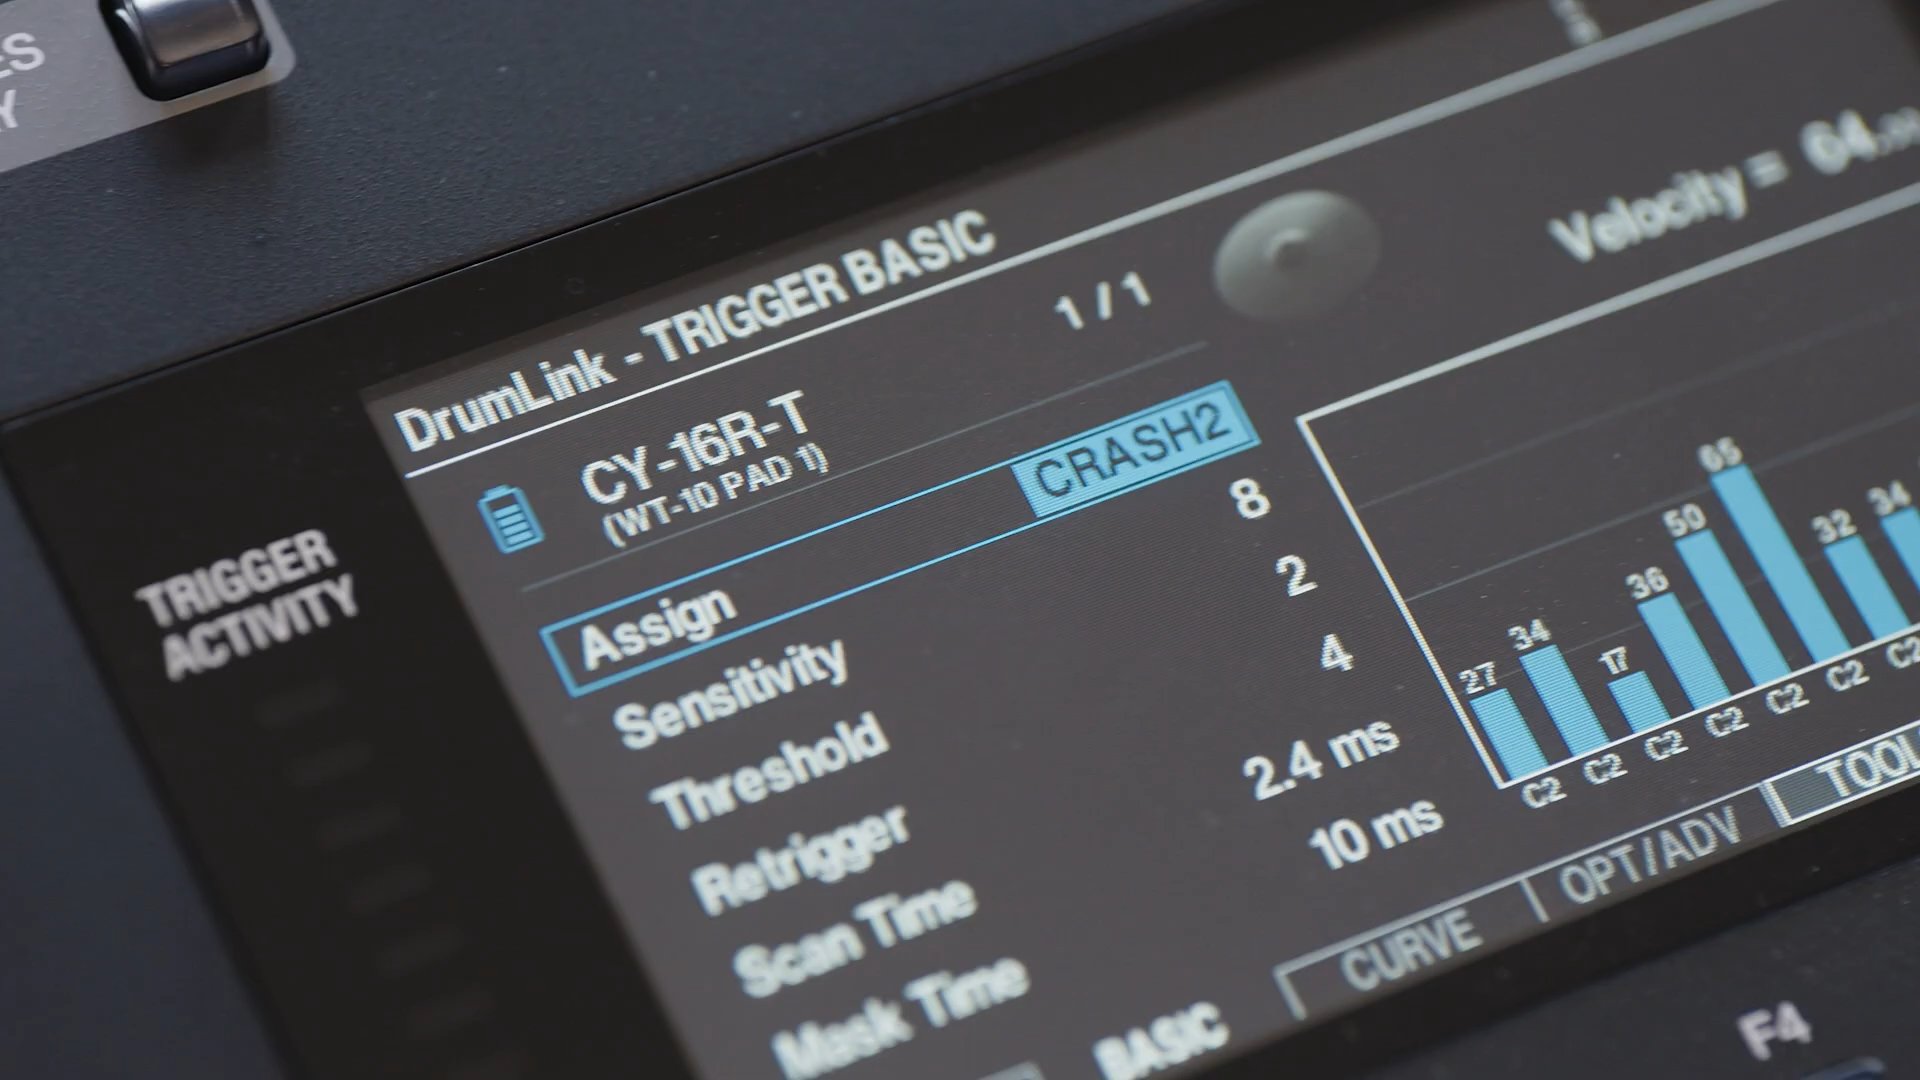 DrumLink - TRIGGER BASIC
1 / 1
Velocity = 64
CY-16R-T
(WT-10 PAD 1)
Assign CRASH2
Sensitivity 8
Threshold 2
Retrigger 4
Scan Time 2.4 ms
Mask Time 10 ms
27 34 17 36 50 65 32 34
C2 C2 C2 C2 C2 C2 C2
BASIC CURVE OPT/ADV
TRIGGER
ACTIVITY
F4